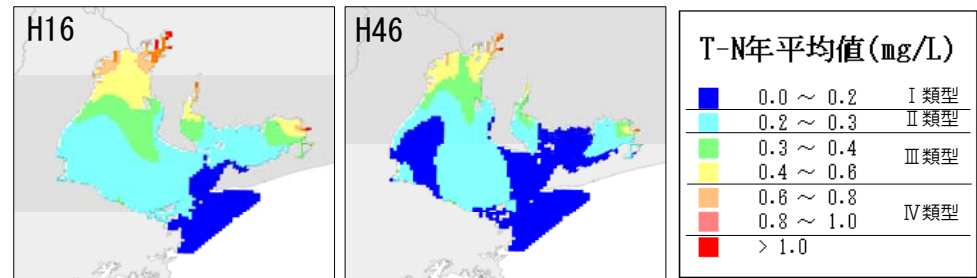 H16
H46
T-N年平均値(mg/L)
0.0 ～ 0.2 Ⅰ類型
0.2 ～ 0.3 Ⅱ類型
0.3 ～ 0.4
Ⅲ類型
0.4 ～ 0.6
0.6 ～ 0.8
Ⅳ類型
0.8 ～ 1.0
> 1.0